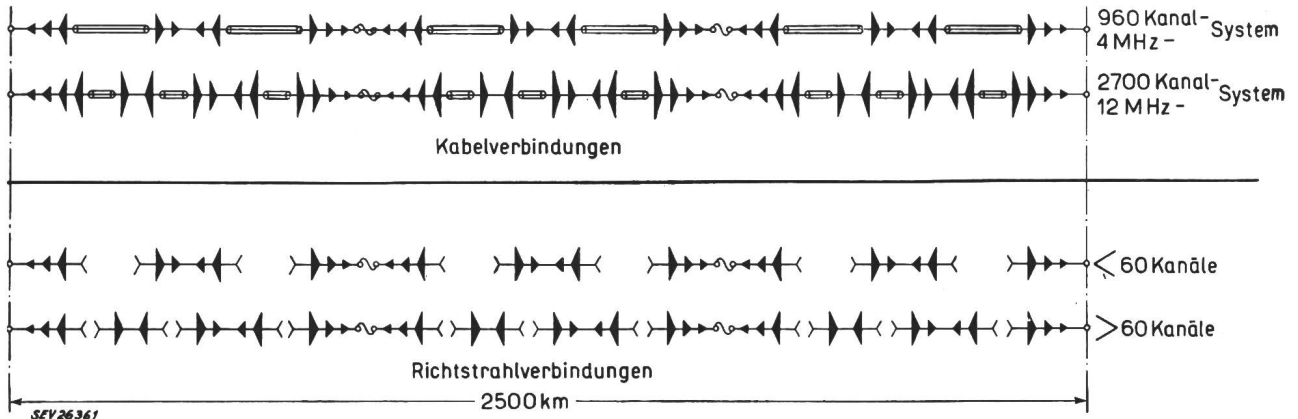 960 Kanal-
4 MHz- System
2700 Kanal-
12 MHz- System
Kabelverbindungen
< 60 Kanäle
> 60 Kanäle
Richtstrahlverbindungen
2500 km
SEV 26361